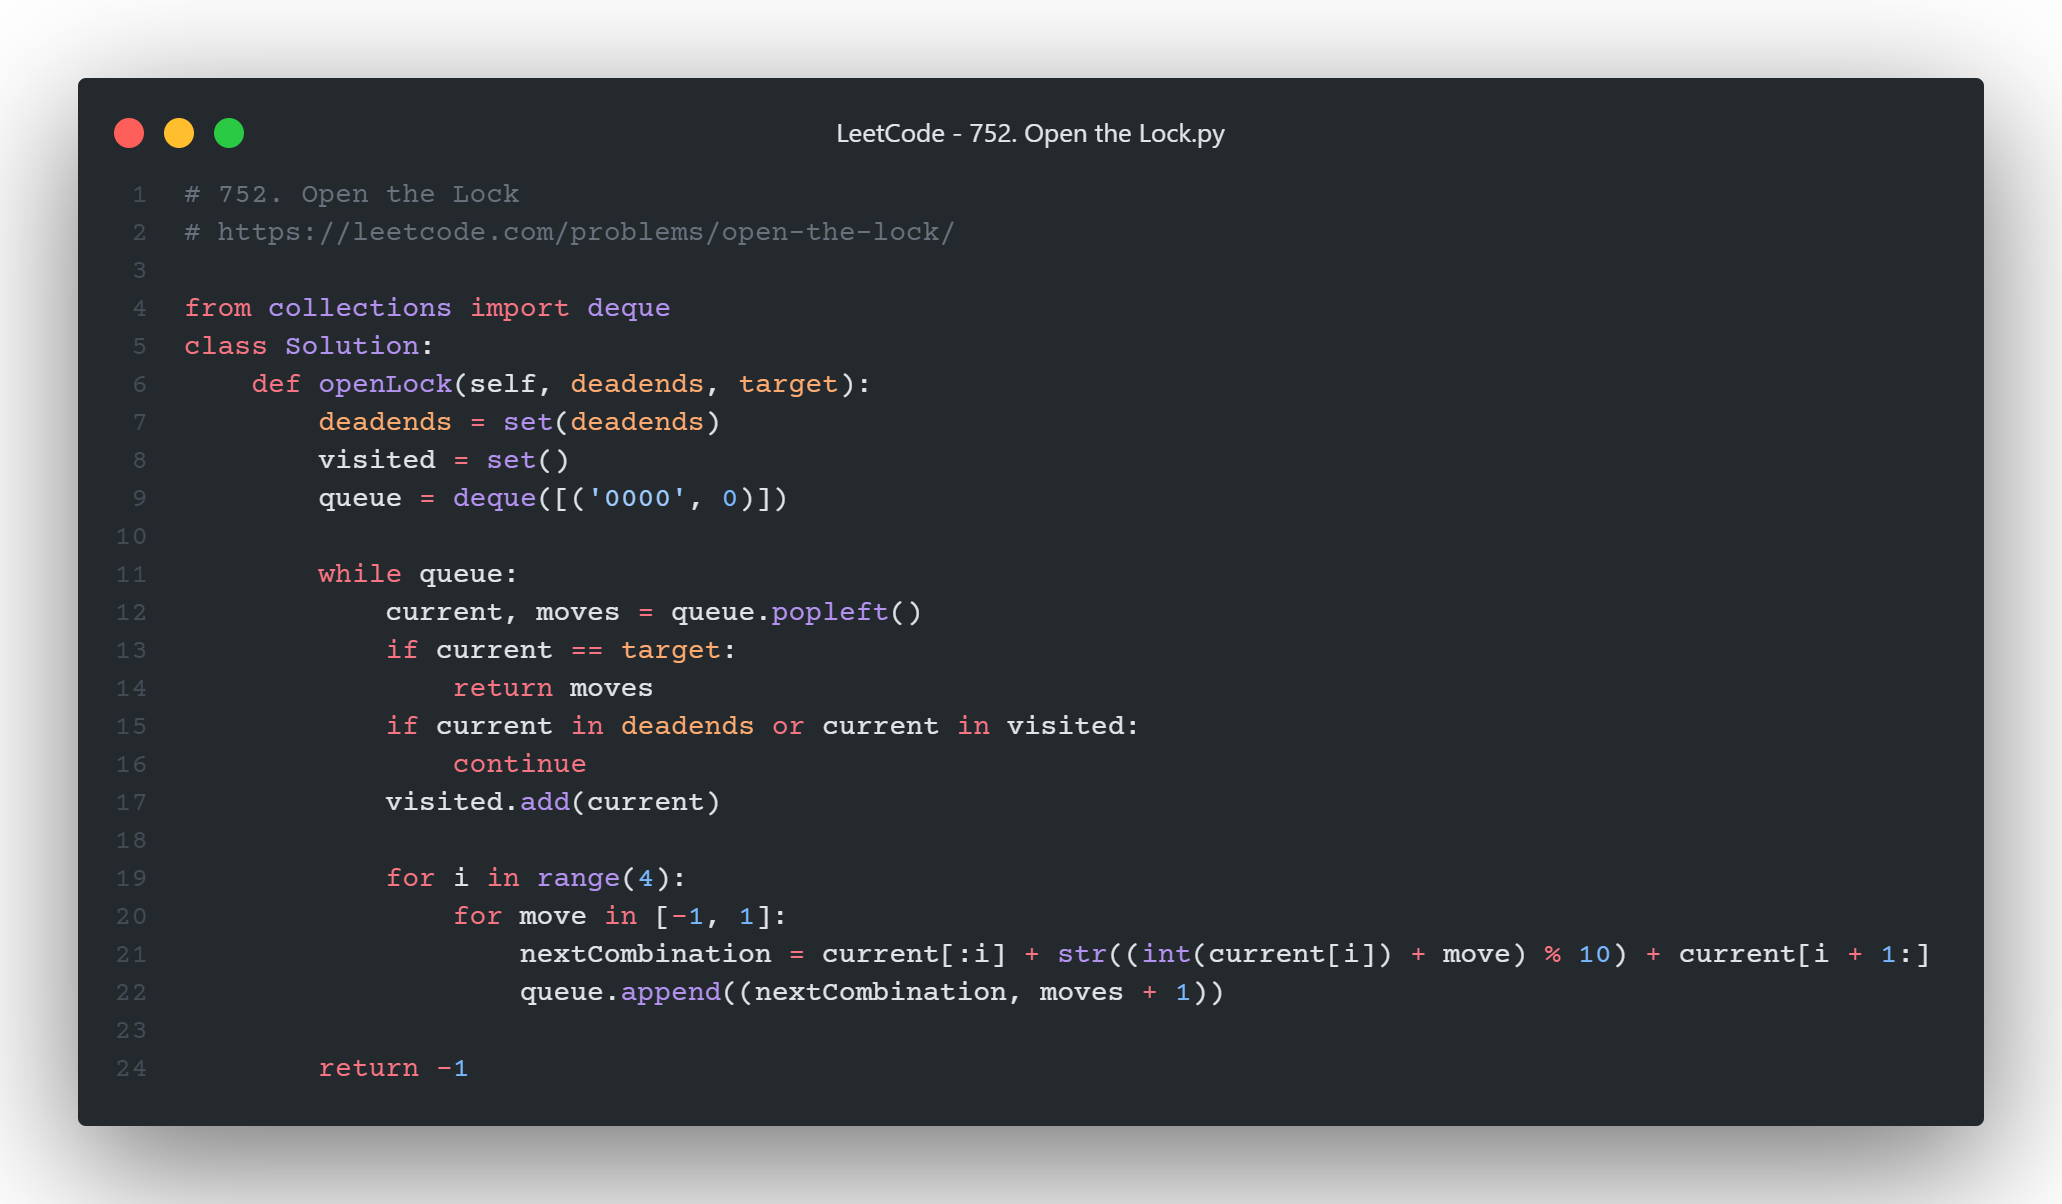 LeetCode - 752. Open the Lock.py
1 # 752. Open the Lock
2 # https://leetcode.com/problems/open-the-lock/
3
4 from collections import deque
5 class Solution:
6     def openLock(self, deadends, target):
7         deadends = set(deadends)
8         visited = set()
9         queue = deque([('0000', 0)])
10
11         while queue:
12             current, moves = queue.popleft()
13             if current == target:
14                 return moves
15             if current in deadends or current in visited:
16                 continue
17             visited.add(current)
18
19             for i in range(4):
20                 for move in [-1, 1]:
21                     nextCombination = current[:i] + str((int(current[i]) + move) % 10) + current[i + 1:]
22                     queue.append((nextCombination, moves + 1))
23
24         return -1